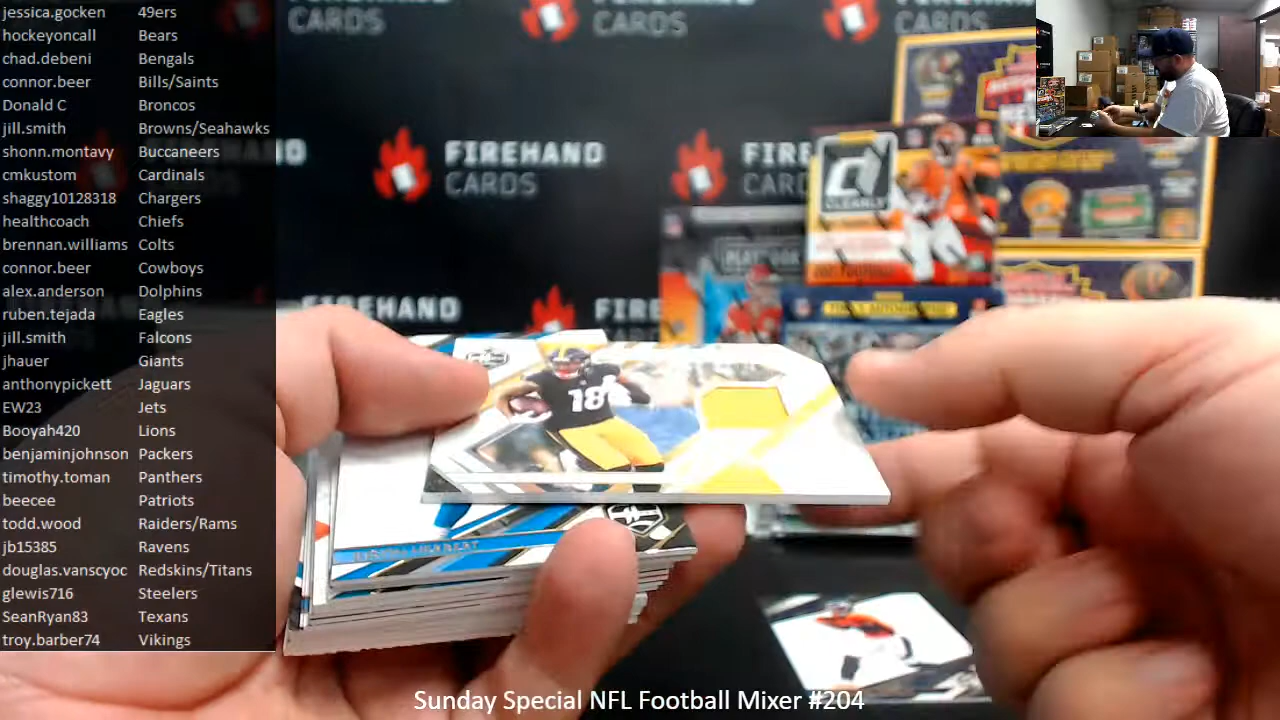 jessica.gocken 49ers
hockeyoncall Bears
chad.debeni Bengals
connor.beer Bills/Saints
Donald C Broncos
jill.smith Browns/Seahawks
shonn.montavy Buccaneers
cmkustom Cardinals
shaggy10128318 Chargers
healthcoach Chiefs
brennan.williams Colts
connor.beer Cowboys
alex.anderson Dolphins
ruben.tejada Eagles
jill.smith Falcons
jhauer Giants
anthonypickett Jaguars
EW23 Jets
Booyah420 Lions
benjaminjohnson Packers
timothy.toman Panthers
beecee Patriots
todd.wood Raiders/Rams
jb15385 Ravens
douglas.vanscyoc Redskins/Titans
glewis716 Steelers
SeanRyan83 Texans
troy.barber74 Vikings
FIREHAND
CARDS
FIREHAND
CARDS
CARDS
CARDS
FIRE
CARDS
FIREHAND
FIRE
18
Sunday Special NFL Football Mixer #204